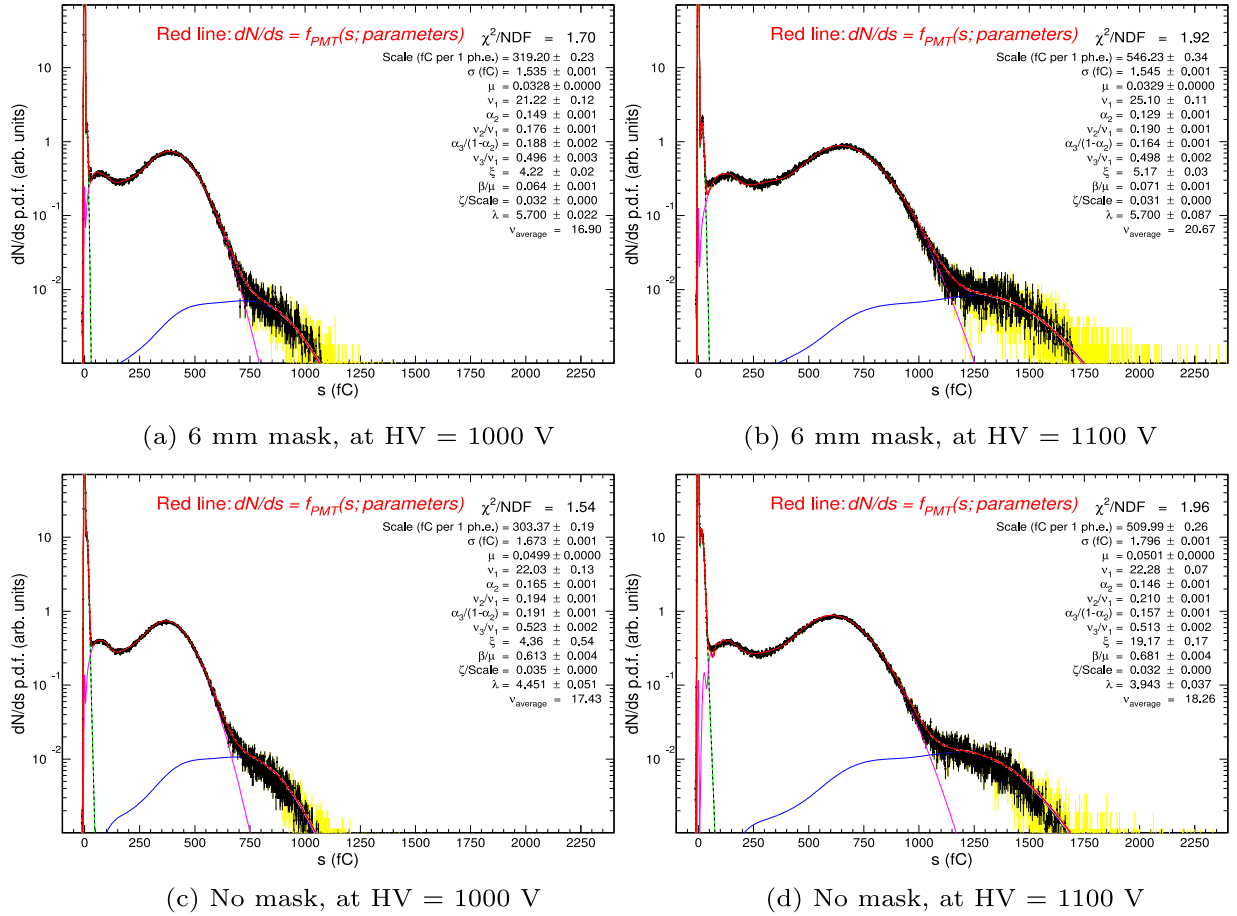 Red line: dN/ds = f_PMT(s; parameters)
χ²/NDF = 1.70
Scale (fC per 1 ph.e.) = 319.20 ± 0.23
σ (fC) = 1.535 ± 0.001
μ = 0.0328 ± 0.0000
ν₁ = 21.22 ± 0.12
α₂ = 0.149 ± 0.001
ν₂/ν₁ = 0.176 ± 0.001
α₃/(1-α₂) = 0.188 ± 0.002
ν₃/ν₁ = 0.496 ± 0.003
ξ = 4.22 ± 0.02
β/μ = 0.064 ± 0.001
ζ/Scale = 0.032 ± 0.000
λ = 5.700 ± 0.022
ν_average = 16.90
dN/ds p.d.f. (arb. units)
10
1
10⁻¹
10⁻²
0 250 500 750 1000 1250 1500 1750 2000 2250
s (fC)
(a) 6 mm mask, at HV = 1000 V
Red line: dN/ds = f_PMT(s; parameters)
χ²/NDF = 1.92
Scale (fC per 1 ph.e.) = 546.23 ± 0.34
σ (fC) = 1.545 ± 0.001
μ = 0.0329 ± 0.0000
ν₁ = 25.10 ± 0.11
α₂ = 0.129 ± 0.001
ν₂/ν₁ = 0.190 ± 0.001
α₃/(1-α₂) = 0.164 ± 0.001
ν₃/ν₁ = 0.498 ± 0.002
ξ = 5.17 ± 0.03
β/μ = 0.071 ± 0.001
ζ/Scale = 0.031 ± 0.000
λ = 5.700 ± 0.087
ν_average = 20.67
dN/ds p.d.f. (arb. units)
10
1
10⁻¹
10⁻²
0 250 500 750 1000 1250 1500 1750 2000 2250
s (fC)
(b) 6 mm mask, at HV = 1100 V
Red line: dN/ds = f_PMT(s; parameters)
χ²/NDF = 1.54
Scale (fC per 1 ph.e.) = 303.37 ± 0.19
σ (fC) = 1.673 ± 0.001
μ = 0.0499 ± 0.0000
ν₁ = 22.03 ± 0.13
α₂ = 0.165 ± 0.001
ν₂/ν₁ = 0.194 ± 0.001
α₃/(1-α₂) = 0.191 ± 0.001
ν₃/ν₁ = 0.523 ± 0.002
ξ = 4.36 ± 0.54
β/μ = 0.613 ± 0.004
ζ/Scale = 0.035 ± 0.000
λ = 4.451 ± 0.051
ν_average = 17.43
dN/ds p.d.f. (arb. units)
10
1
10⁻¹
10⁻²
0 250 500 750 1000 1250 1500 1750 2000 2250
s (fC)
(c) No mask, at HV = 1000 V
Red line: dN/ds = f_PMT(s; parameters)
χ²/NDF = 1.96
Scale (fC per 1 ph.e.) = 509.99 ± 0.26
σ (fC) = 1.796 ± 0.001
μ = 0.0501 ± 0.0000
ν₁ = 22.28 ± 0.07
α₂ = 0.146 ± 0.001
ν₂/ν₁ = 0.210 ± 0.001
α₃/(1-α₂) = 0.157 ± 0.001
ν₃/ν₁ = 0.513 ± 0.002
ξ = 19.17 ± 0.17
β/μ = 0.681 ± 0.004
ζ/Scale = 0.032 ± 0.000
λ = 3.943 ± 0.037
ν_average = 18.26
dN/ds p.d.f. (arb. units)
10
1
10⁻¹
10⁻²
0 250 500 750 1000 1250 1500 1750 2000 2250
s (fC)
(d) No mask, at HV = 1100 V